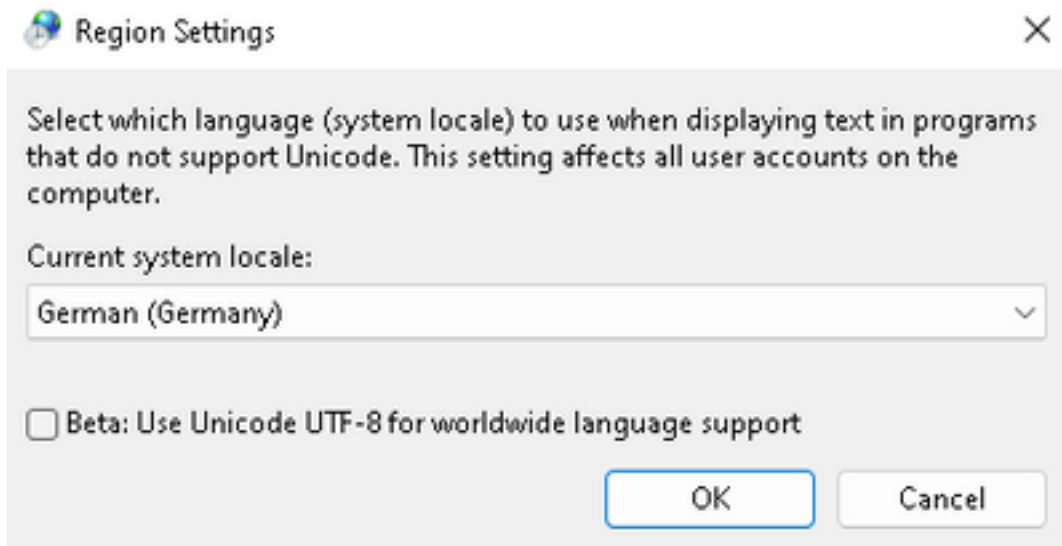 Region Settings
Select which language (system locale) to use when displaying text in programs
that do not support Unicode. This setting affects all user accounts on the
computer.
Current system locale:
German (Germany)
Beta: Use Unicode UTF-8 for worldwide language support
OK
Cancel